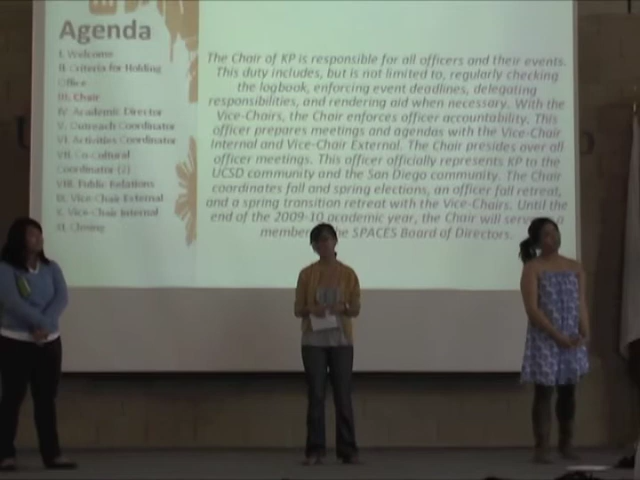 Agenda
I. Welcome
II. Criteria for Holding
Office
III. Chair
IV. Academic Director
V. Outreach Coordinator
VI. Activities Coordinator
VII. Co-Cultural
Coordinator (2)
VIII. Public Relations
IX. Vice-Chair External
X. Vice-Chair Internal
XI. Closing
The Chair of KP is responsible for all officers and their events.
This duty includes, but is not limited to, regularly checking
the logbook, enforcing event deadlines, delegating
responsibilities, and rendering aid when necessary. With the
Vice-Chairs, the Chair enforces officer accountability. This
officer prepares meetings and agendas with the Vice-Chair
Internal and Vice-Chair External. The Chair presides over all
officer meetings. This officer officially represents KP to the
UCSD community and the San Diego community. The Chair
coordinates fall and spring elections, an officer fall retreat,
and a spring transition retreat with the Vice-Chairs. Until the
end of the 2009-10 academic year, the Chair will serve a
member the SPACES Board of Directors.